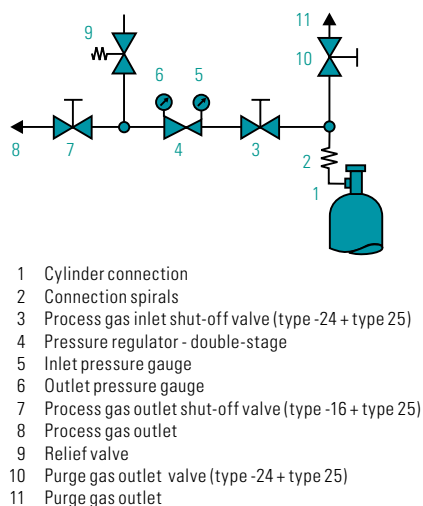 11
9
10
6
5
8
7
4
3
2
1
1 Cylinder connection
2 Connection spirals
3 Process gas inlet shut-off valve (type -24 + type 25)
4 Pressure regulator - double-stage
5 Inlet pressure gauge
6 Outlet pressure gauge
7 Process gas outlet shut-off valve (type -16 + type 25)
8 Process gas outlet
9 Relief valve
10 Purge gas outlet valve (type -24 + type 25)
11 Purge gas outlet